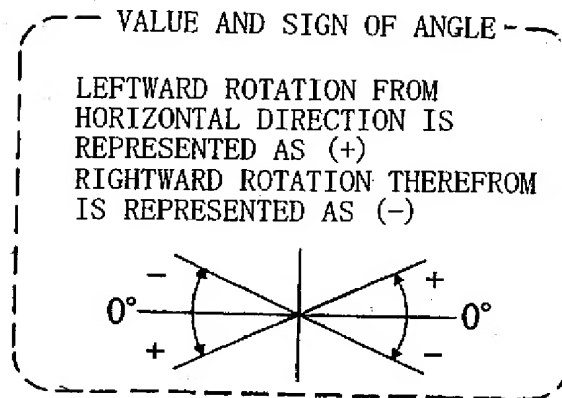 VALUE AND SIGN OF ANGLE
LEFTWARD ROTATION FROM
HORIZONTAL DIRECTION IS
REPRESENTED AS (+)
RIGHTWARD ROTATION THEREFROM
IS REPRESENTED AS (-)
- +
0° 0°
+ -